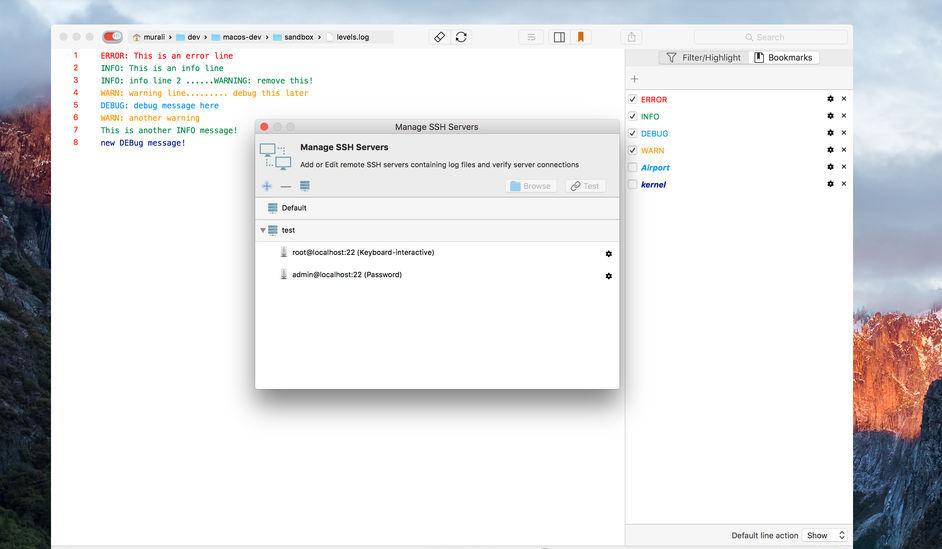 murali > dev > macos-dev > sandbox > levels.log
Search
1 ERROR: This is an error line
2 INFO: This is an info line
3 INFO: info line 2 ......WARNING: remove this!
4 WARN: warning line......... debug this later
5 DEBUG: debug message here
6 WARN: another warning
7 This is another INFO message!
8 new DEBug message!
Manage SSH Servers
Manage SSH Servers
Add or Edit remote SSH servers containing log files and verify server connections
Browse Test
Default
test
root@localhost:22 (Keyboard-interactive)
admin@localhost:22 (Password)
Filter/Highlight Bookmarks
ERROR
INFO
DEBUG
WARN
Airport
kernel
Default line action Show